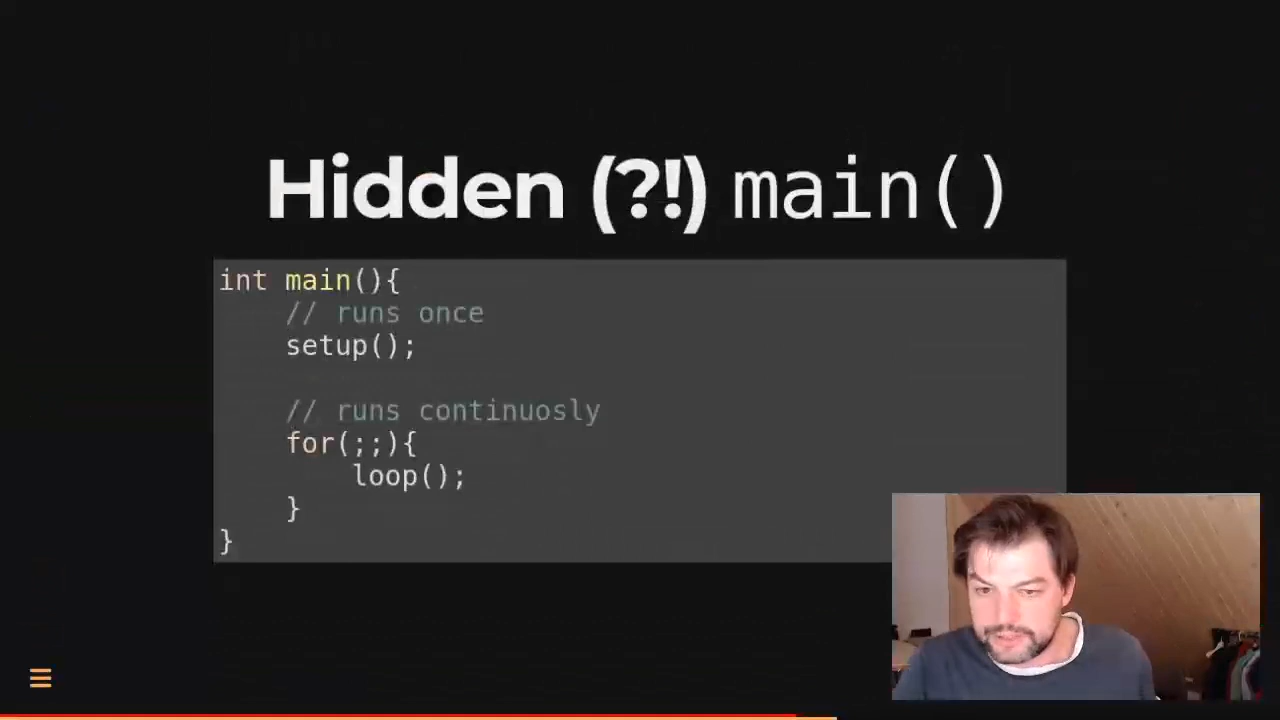 Hidden (?!) main()
int main(){
    // runs once
    setup();

    // runs continuosly
    for(;;){
        loop();
    }
}